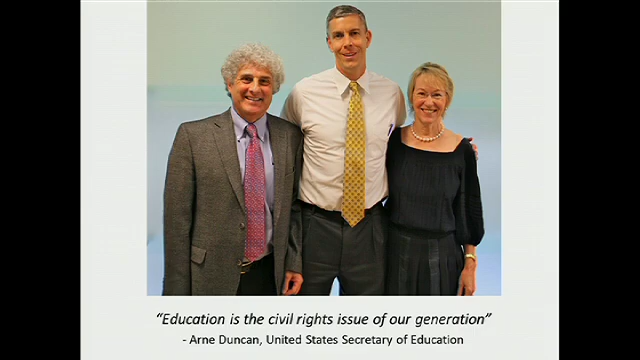 “Education is the civil rights issue of our generation”
- Arne Duncan, United States Secretary of Education